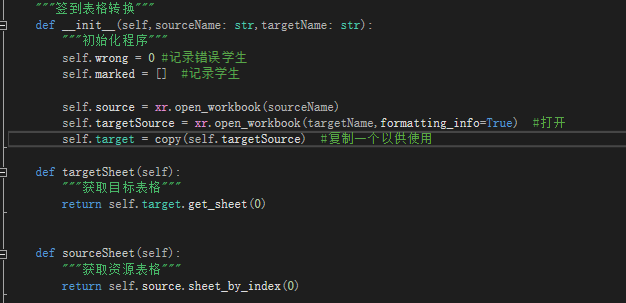 """签到表格转换"""
def __init__(self,sourceName: str,targetName: str):
"""初始化程序"""
self.wrong = 0 #记录错误学生
self.marked = [] #记录学生
self.source = xr.open_workbook(sourceName)
self.targetSource = xr.open_workbook(targetName,formatting_info=True) #打开
self.target = copy(self.targetSource) #复制一个以供使用
def targetSheet(self):
"""获取目标表格"""
return self.target.get_sheet(0)
def sourceSheet(self):
"""获取资源表格"""
return self.source.sheet_by_index(0)